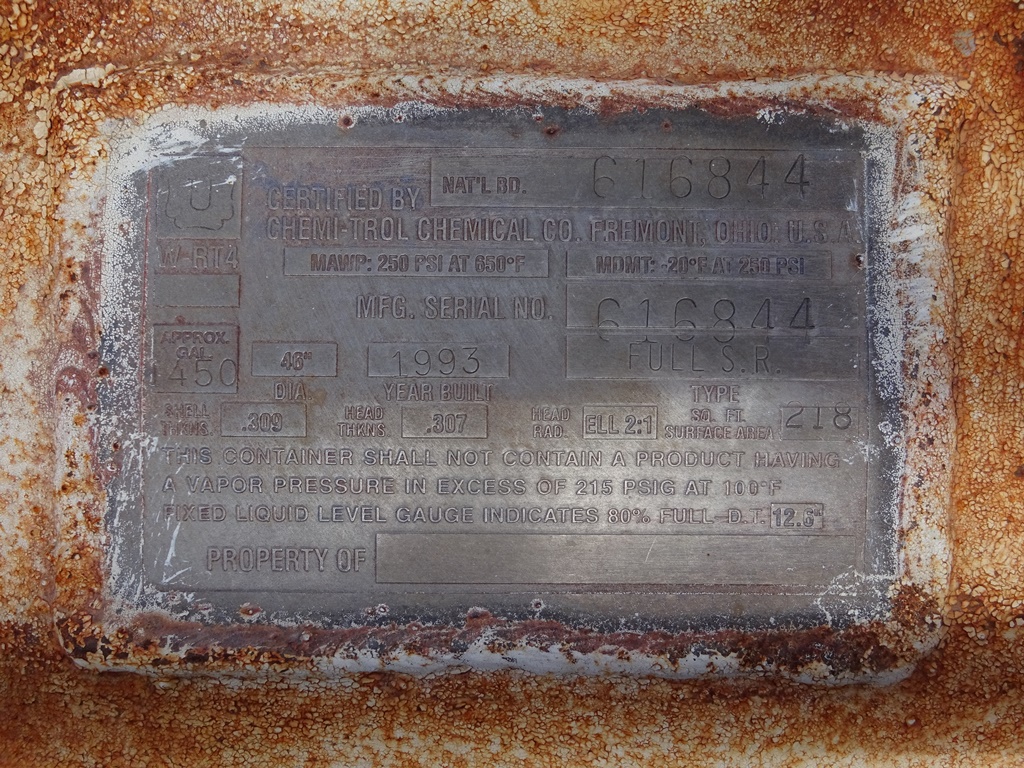 U
NAT'L BD. 616844
CERTIFIED BY
CHEMI-TROL CHEMICAL CO. FREMONT, OHIO, U.S.A.
W-RT4
MAWP: 250 PSI AT 650°F
MDMT: -20°F AT 250 PSI
MFG. SERIAL NO. 616844
FULL S.R.
TYPE
APPROX.
GAL
450
46"
DIA.
1993
YEAR BUILT
SHELL
THKNS. .309
HEAD
THKNS .307
HEAD
RAD. ELL 2:1
SQ. FT.
SURFACE AREA 218
THIS CONTAINER SHALL NOT CONTAIN A PRODUCT HAVING
A VAPOR PRESSURE IN EXCESS OF 215 PSIG AT 100°F
FIXED LIQUID LEVEL GAUGE INDICATES 80% FULL-D.T. 12.6"
PROPERTY OF